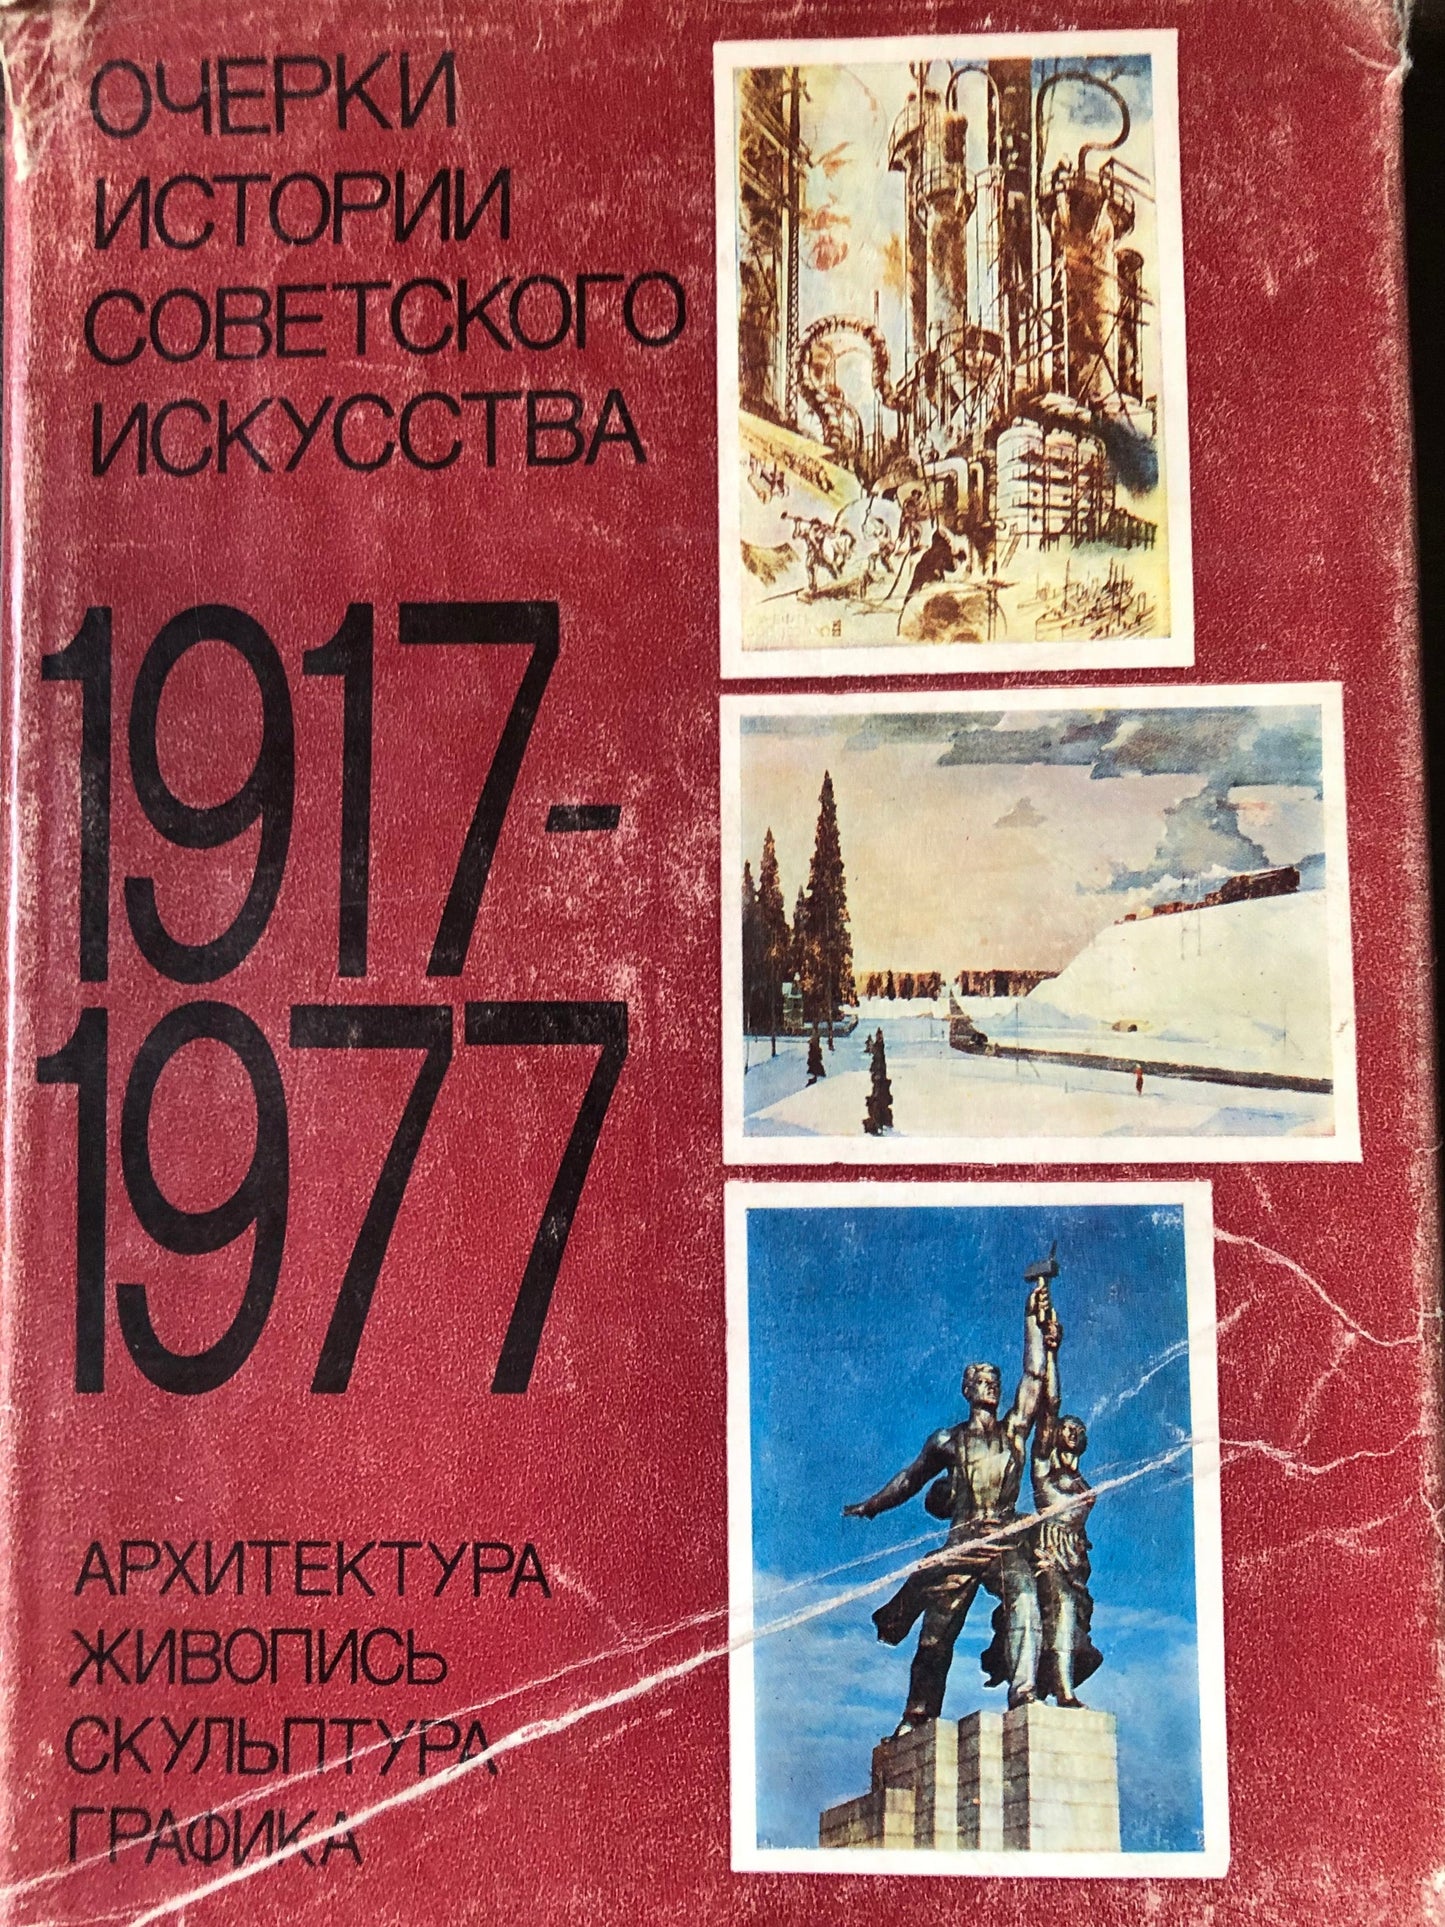 ОЧЕРКИ
ИСТОРИИ
СОВЕТСКОГО
ИСКУССТВА
1917-
1977
АРХИТЕКТУРА
ЖИВОПИСЬ
СКУЛЬПТУРА
ГРАФИКА